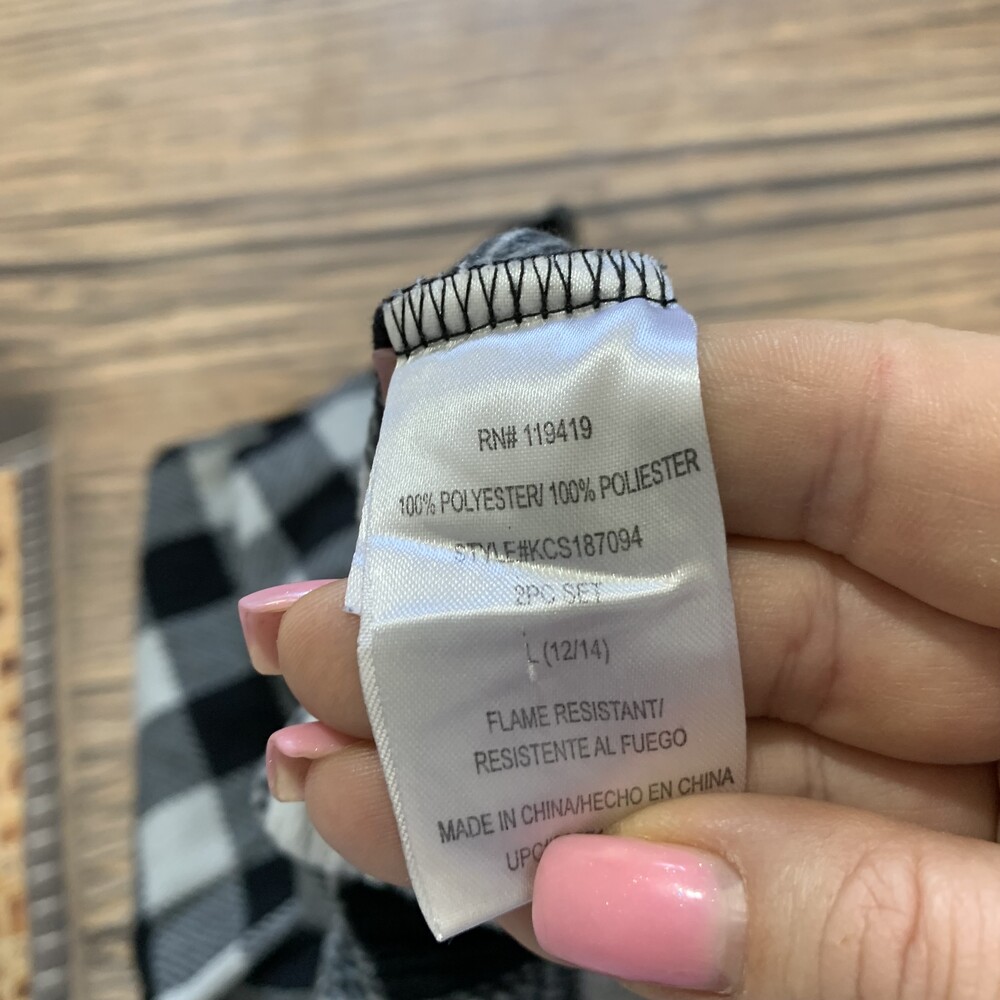 RN# 119419
100% POLYESTER/ 100% POLIESTER
STYLE#KCS187094
2PC SET
L (12/14)
FLAME RESISTANT/
RESISTENTE AL FUEGO
MADE IN CHINA/HECHO EN CHINA